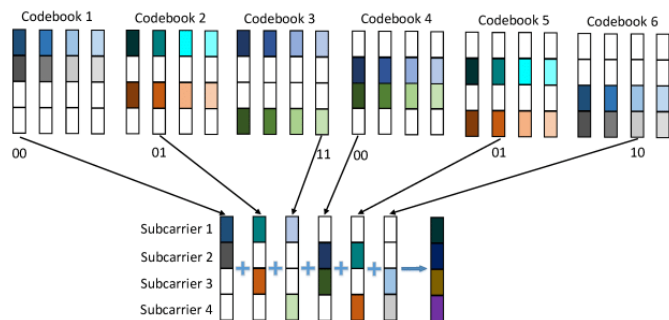 Codebook 1 Codebook 2 Codebook 3 Codebook 4 Codebook 5 Codebook 6
00 01 11 00 01 10
Subcarrier 1
Subcarrier 2
+ + + + +
Subcarrier 3
Subcarrier 4